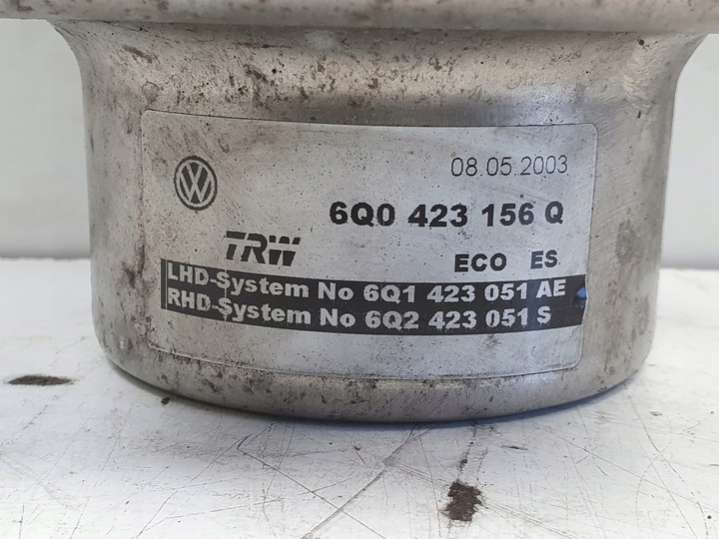 08.05.2003
6Q0 423 156 Q
TRW
ECO ES
LHD-System No 6Q1 423 051 AE
RHD-System No 6Q2 423 051 S